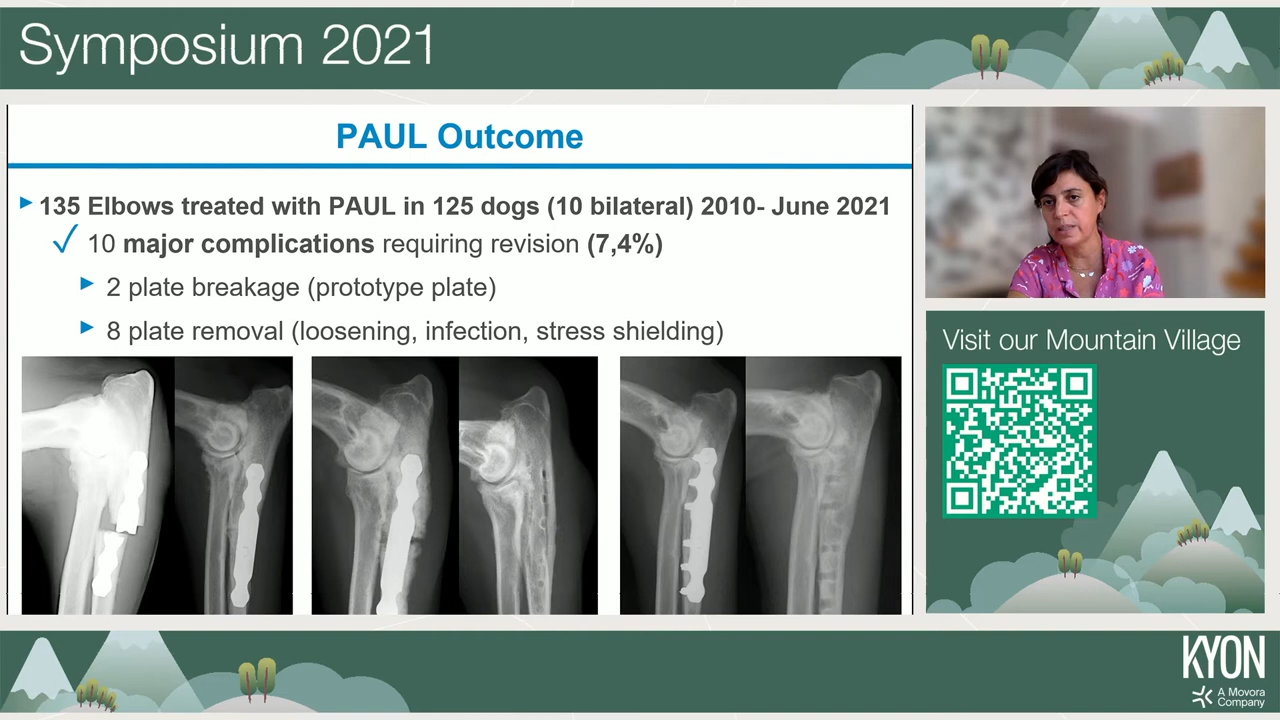 Symposium 2021
PAUL Outcome
135 Elbows treated with PAUL in 125 dogs (10 bilateral) 2010- June 2021
10 major complications requiring revision (7,4%)
2 plate breakage (prototype plate)
8 plate removal (loosening, infection, stress shielding)
Visit our Mountain Village
KYON
A Movora
Company